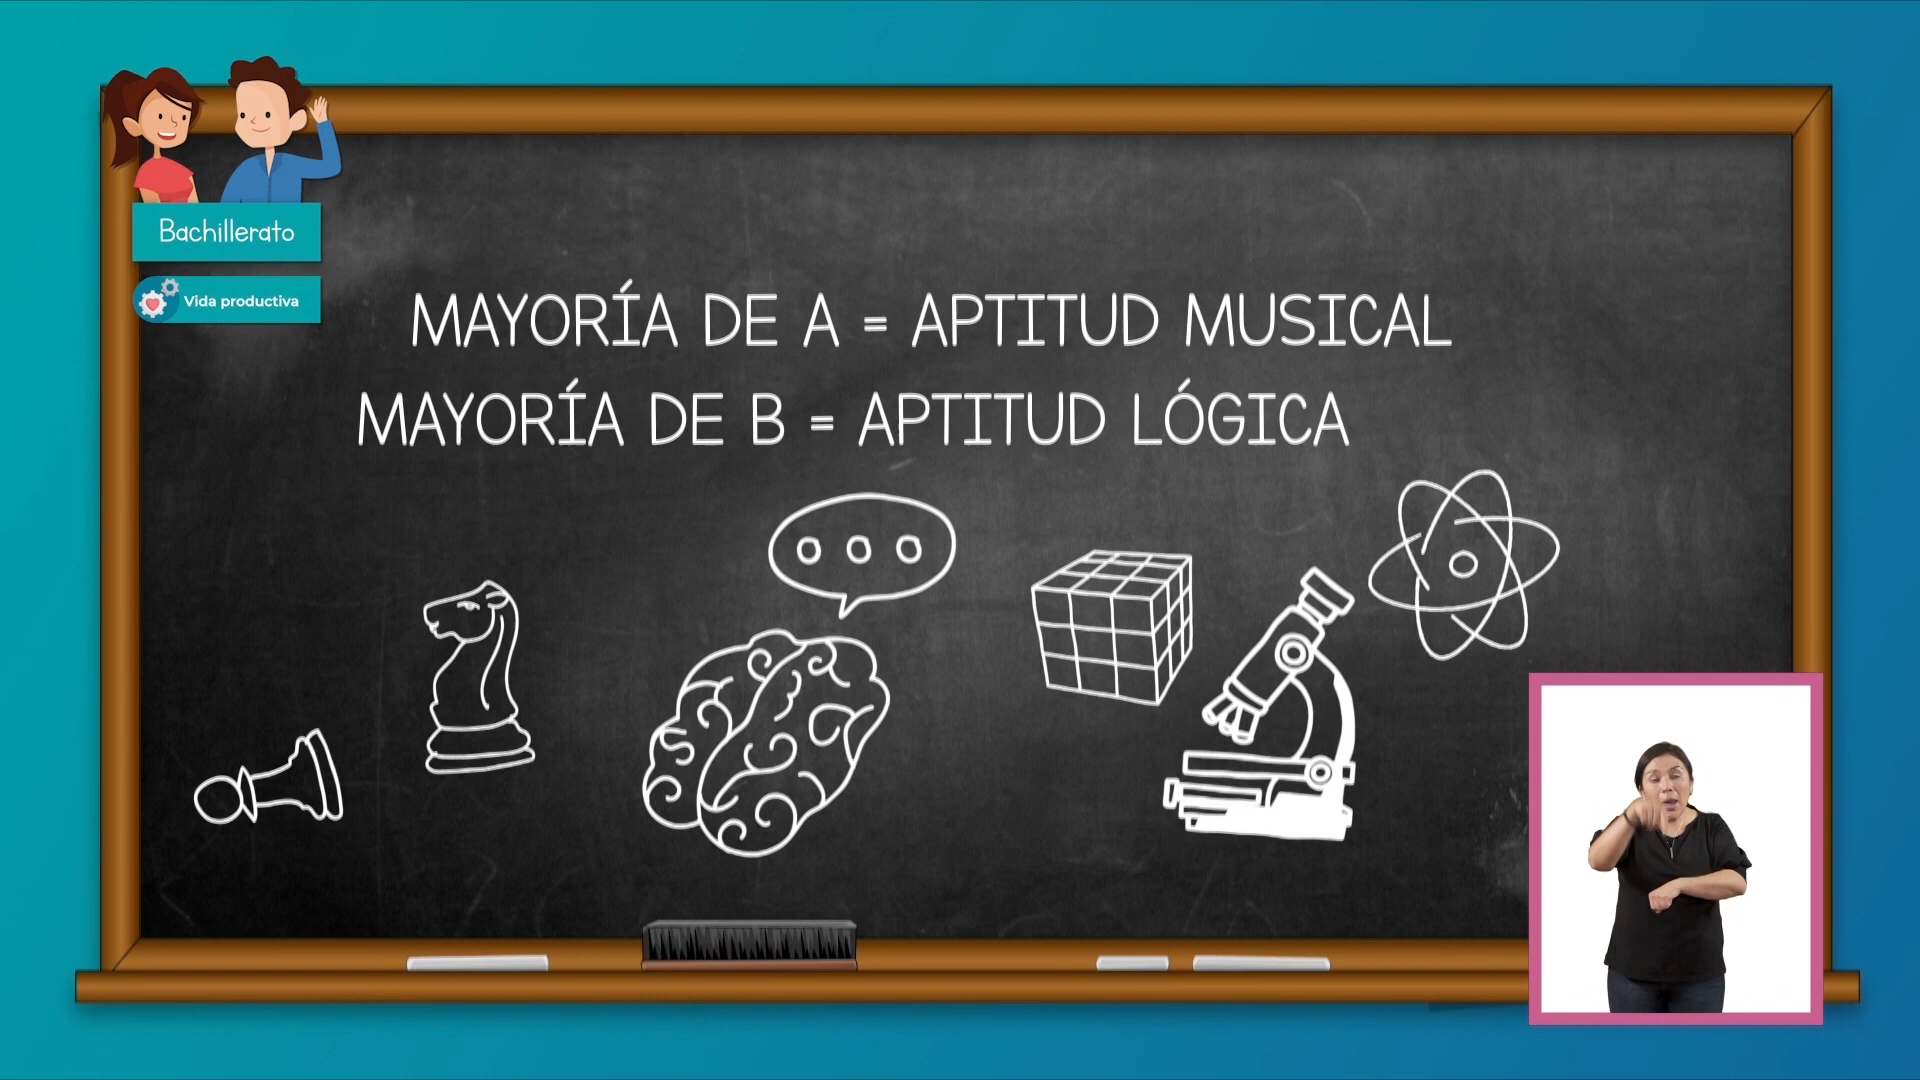 Bachillerato
Vida productiva
MAYORÍA DE A = APTITUD MUSICAL
MAYORÍA DE B = APTITUD LÓGICA